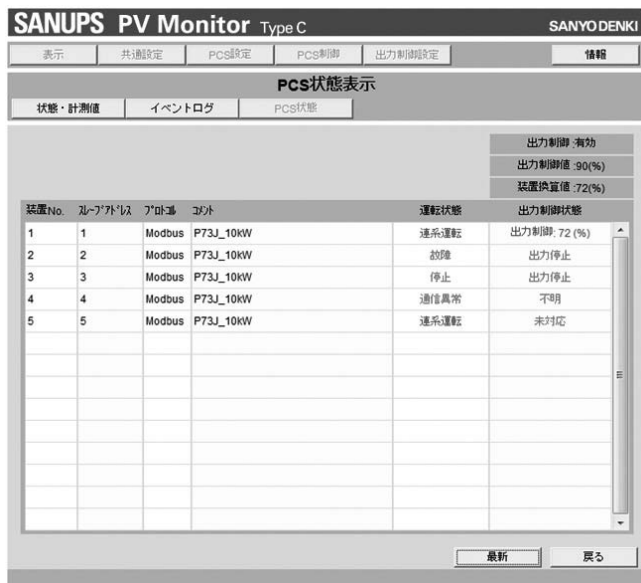 SANUPS PV Monitor Type C SANYO DENKI
表示 共通設定 PCS設定 PCS制御 出力制御設定 情報
PCS状態表示
状態・計測値 イベントログ PCS状態
出力制御 :有効
出力制御値 :90(%)
装置換算値 :72(%)
装置No. ｽﾚｰﾌﾞｱﾄﾞﾚｽ ﾌﾟﾛﾄｺﾙ ｺﾒﾝﾄ 運転状態 出力制御状態
1 1 Modbus P73J_10kW 連系運転 出力制御: 72 (%)
2 2 Modbus P73J_10kW 故障 出力停止
3 3 Modbus P73J_10kW 停止 出力停止
4 4 Modbus P73J_10kW 通信異常 不明
5 5 Modbus P73J_10kW 連系運転 未対応
最新 戻る